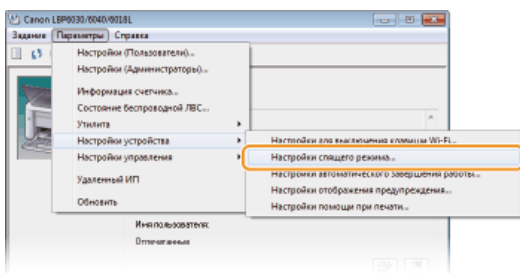 Canon LBP6030/6040/6018L
Задание Параметры Справка
Настройки (Пользователи)...
Настройки (Администраторы)...
Информация счетчика...
Состояние беспроводной ЛВС...
Утилита
Настройки устройства
Настройки управления
Удаленный ИП
Обновить
Настройки для выключения клавиши Wi-Fi...
Настройки спящего режима...
Настройки автоматического завершения работы...
Настройки отображения предупреждения...
Настройки помощи при печати...
Имя пользователя:
Отпечатанные